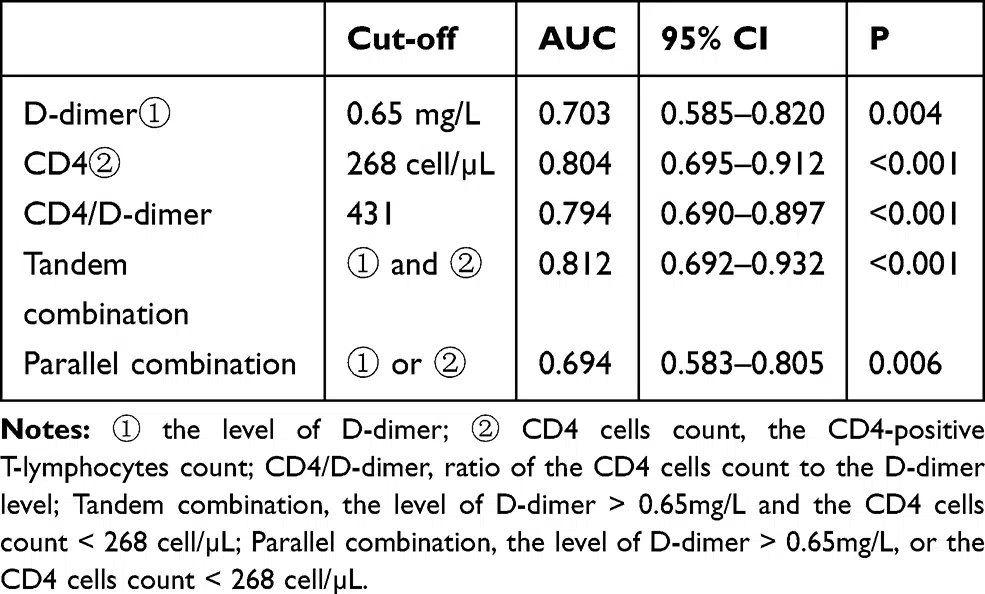 Cut-off AUC 95% CI P
D-dimer① 0.65 mg/L 0.703 0.585–0.820 0.004
CD4② 268 cell/µL 0.804 0.695–0.912 <0.001
CD4/D-dimer 431 0.794 0.690–0.897 <0.001
Tandem ① and ② 0.812 0.692–0.932 <0.001
combination
Parallel combination ① or ② 0.694 0.583–0.805 0.006
Notes: ① the level of D-dimer; ② CD4 cells count, the CD4-positive
T-lymphocytes count; CD4/D-dimer, ratio of the CD4 cells count to the D-dimer
level; Tandem combination, the level of D-dimer > 0.65mg/L and the CD4 cells
count < 268 cell/µL; Parallel combination, the level of D-dimer > 0.65mg/L, or the
CD4 cells count < 268 cell/µL.